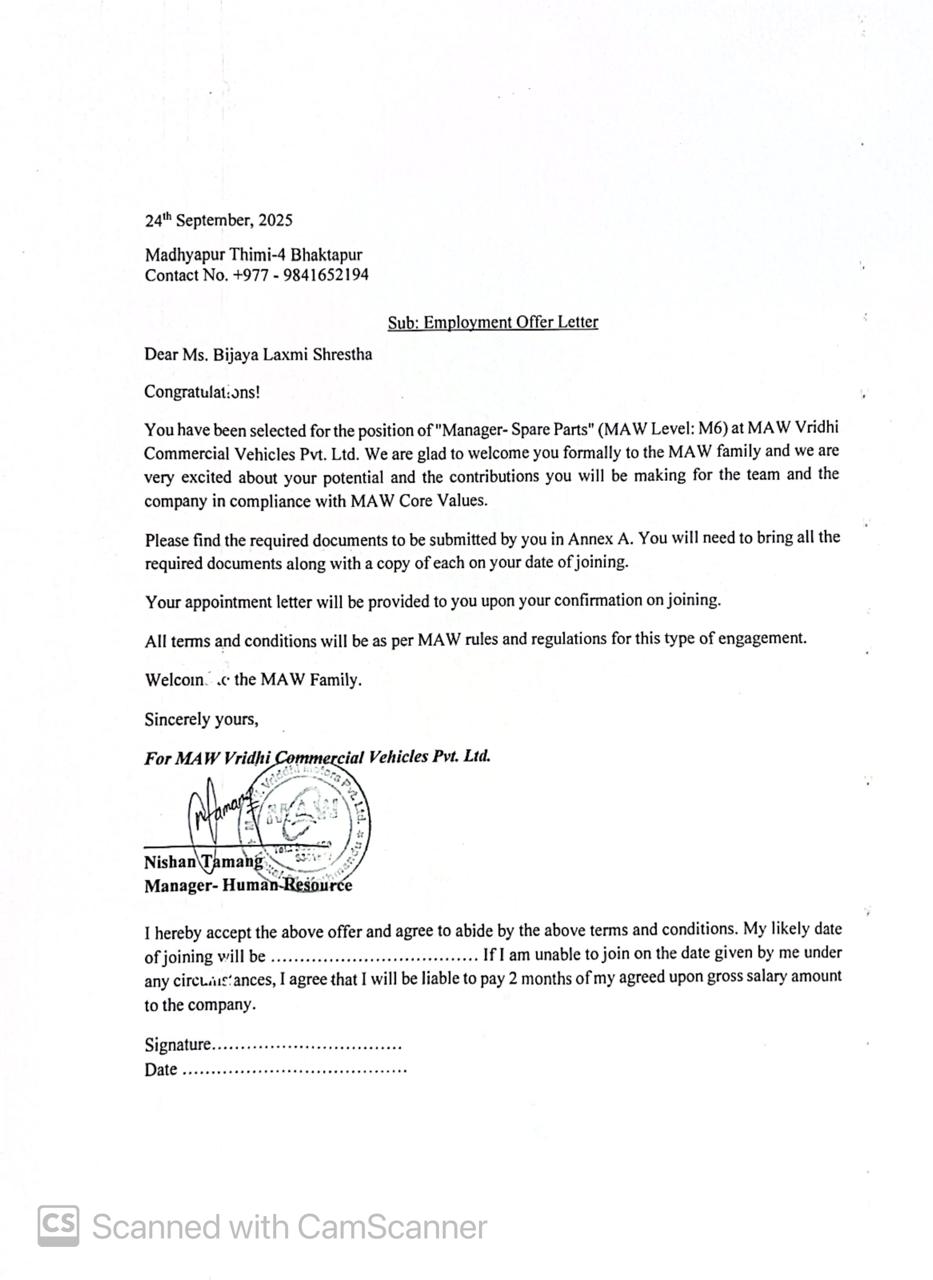 24th September, 2025
Madhyapur Thimi-4 Bhaktapur
Contact No. +977 - 9841652194
Sub: Employment Offer Letter
Dear Ms. Bijaya Laxmi Shrestha
Congratulations!
You have been selected for the position of "Manager- Spare Parts" (MAW Level: M6) at MAW Vridhi
Commercial Vehicles Pvt. Ltd. We are glad to welcome you formally to the MAW family and we are
very excited about your potential and the contributions you will be making for the team and the
company in compliance with MAW Core Values.
Please find the required documents to be submitted by you in Annex A. You will need to bring all the
required documents along with a copy of each on your date of joining.
Your appointment letter will be provided to you upon your confirmation on joining.
All terms and conditions will be as per MAW rules and regulations for this type of engagement.
Welcom the MAW Family.
Sincerely yours,
For MAW Vridhi Commercial Vehicles Pvt. Ltd.
NTamang
MAW
Vriddhi Motors Pvt. Ltd.
Nishan Tamang
Manager- Human Resource
I hereby accept the above offer and agree to abide by the above terms and conditions. My likely date
of joining will be .................................... If I am unable to join on the date given by me under
any circumstances, I agree that I will be liable to pay 2 months of my agreed upon gross salary amount
to the company.
Signature.................................
Date .......................................
CS Scanned with CamScanner